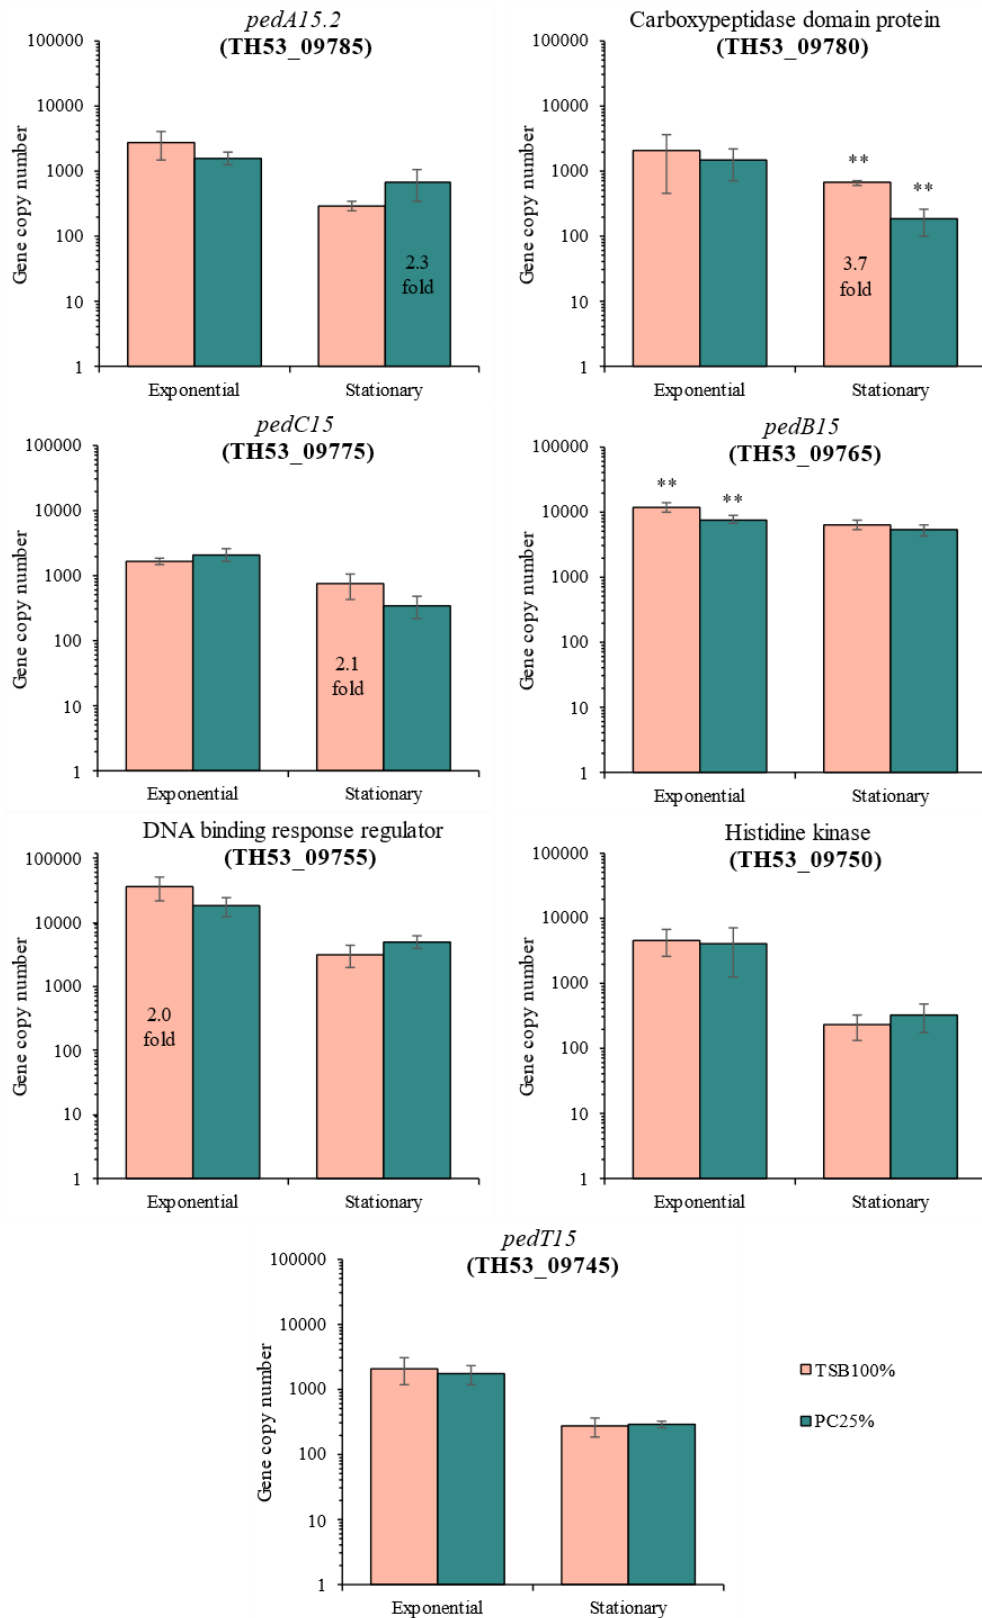 pedA15.2
(TH53_09785)
100000
10000
1000
100
10
1
Gene copy number
2.3
fold
Exponential
Stationary
Carboxypeptidase domain protein
(TH53_09780)
100000
10000
1000
100
10
1
Gene copy number
**
**
3.7
fold
Exponential
Stationary
pedC15
(TH53_09775)
100000
10000
1000
100
10
1
Gene copy number
2.1
fold
Exponential
Stationary
pedB15
(TH53_09765)
100000
10000
1000
100
10
1
Gene copy number
**
**
Exponential
Stationary
DNA binding response regulator
(TH53_09755)
100000
10000
1000
100
10
1
Gene copy number
2.0
fold
Exponential
Stationary
Histidine kinase
(TH53_09750)
100000
10000
1000
100
10
1
Gene copy number
Exponential
Stationary
pedT15
(TH53_09745)
100000
10000
1000
100
10
1
Gene copy number
Exponential
Stationary
TSB100%
PC25%